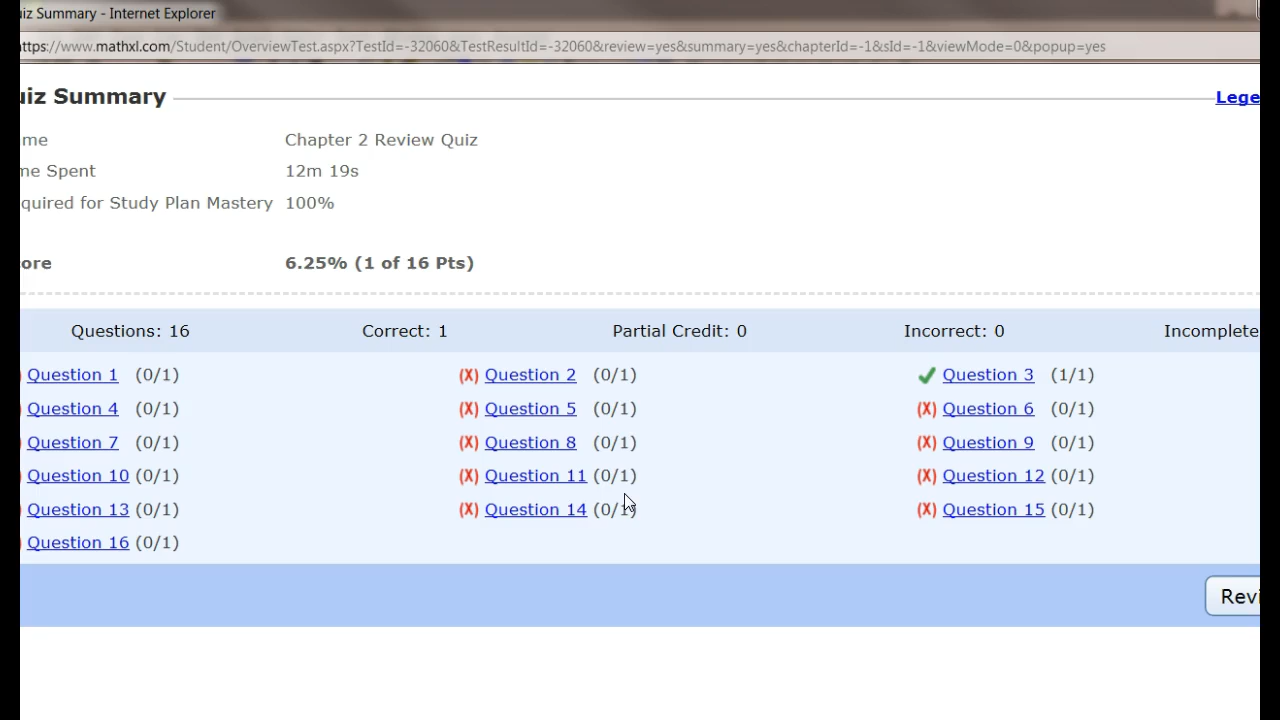 iz Summary - Internet Explorer
ttps://www.mathxl.com/Student/OverviewTest.aspx?TestId=-32060&TestResultId=-32060&review=yes&summary=yes&chapterId=-1&sId=-1&viewMode=0&popup=yes
uiz Summary
Lege
me Chapter 2 Review Quiz
me Spent 12m 19s
quired for Study Plan Mastery 100%
ore 6.25% (1 of 16 Pts)
Questions: 16 Correct: 1 Partial Credit: 0 Incorrect: 0 Incomplete
Question 1 (0/1) (X) Question 2 (0/1) Question 3 (1/1)
Question 4 (0/1) (X) Question 5 (0/1) (X) Question 6 (0/1)
Question 7 (0/1) (X) Question 8 (0/1) (X) Question 9 (0/1)
Question 10 (0/1) (X) Question 11 (0/1) (X) Question 12 (0/1)
Question 13 (0/1) (X) Question 14 (0/1) (X) Question 15 (0/1)
Question 16 (0/1)
Revi